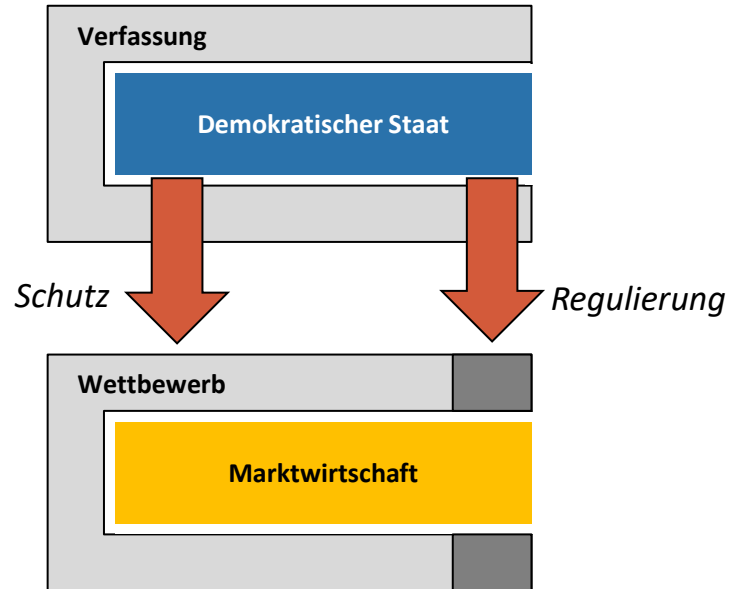 Verfassung
Demokratischer Staat
Schutz
Regulierung
Wettbewerb
Marktwirtschaft